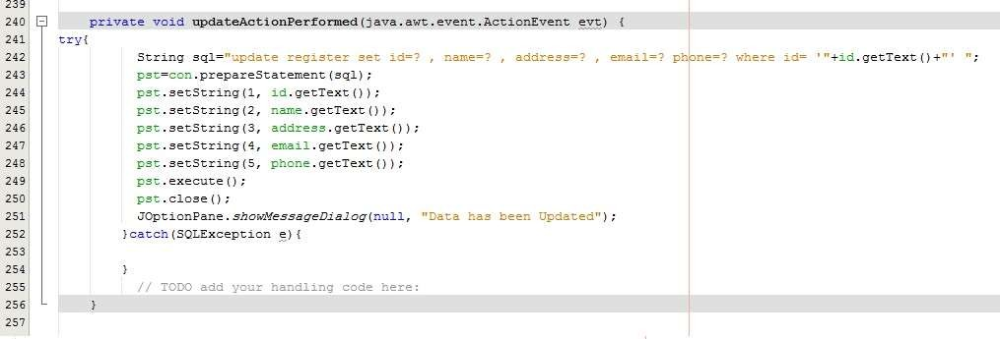 239
240 private void updateActionPerformed(java.awt.event.ActionEvent evt) {
241 try{
242 String sql="update register set id=? , name=? , address=? , email=? phone=? where id= '"+id.getText()+"' ";
243 pst=con.prepareStatement(sql);
244 pst.setString(1, id.getText());
245 pst.setString(2, name.getText());
246 pst.setString(3, address.getText());
247 pst.setString(4, email.getText());
248 pst.setString(5, phone.getText());
249 pst.execute();
250 pst.close();
251 JOptionPane.showMessageDialog(null, "Data has been Updated");
252 }catch(SQLException e){
253
254 }
255 // TODO add your handling code here:
256 }
257